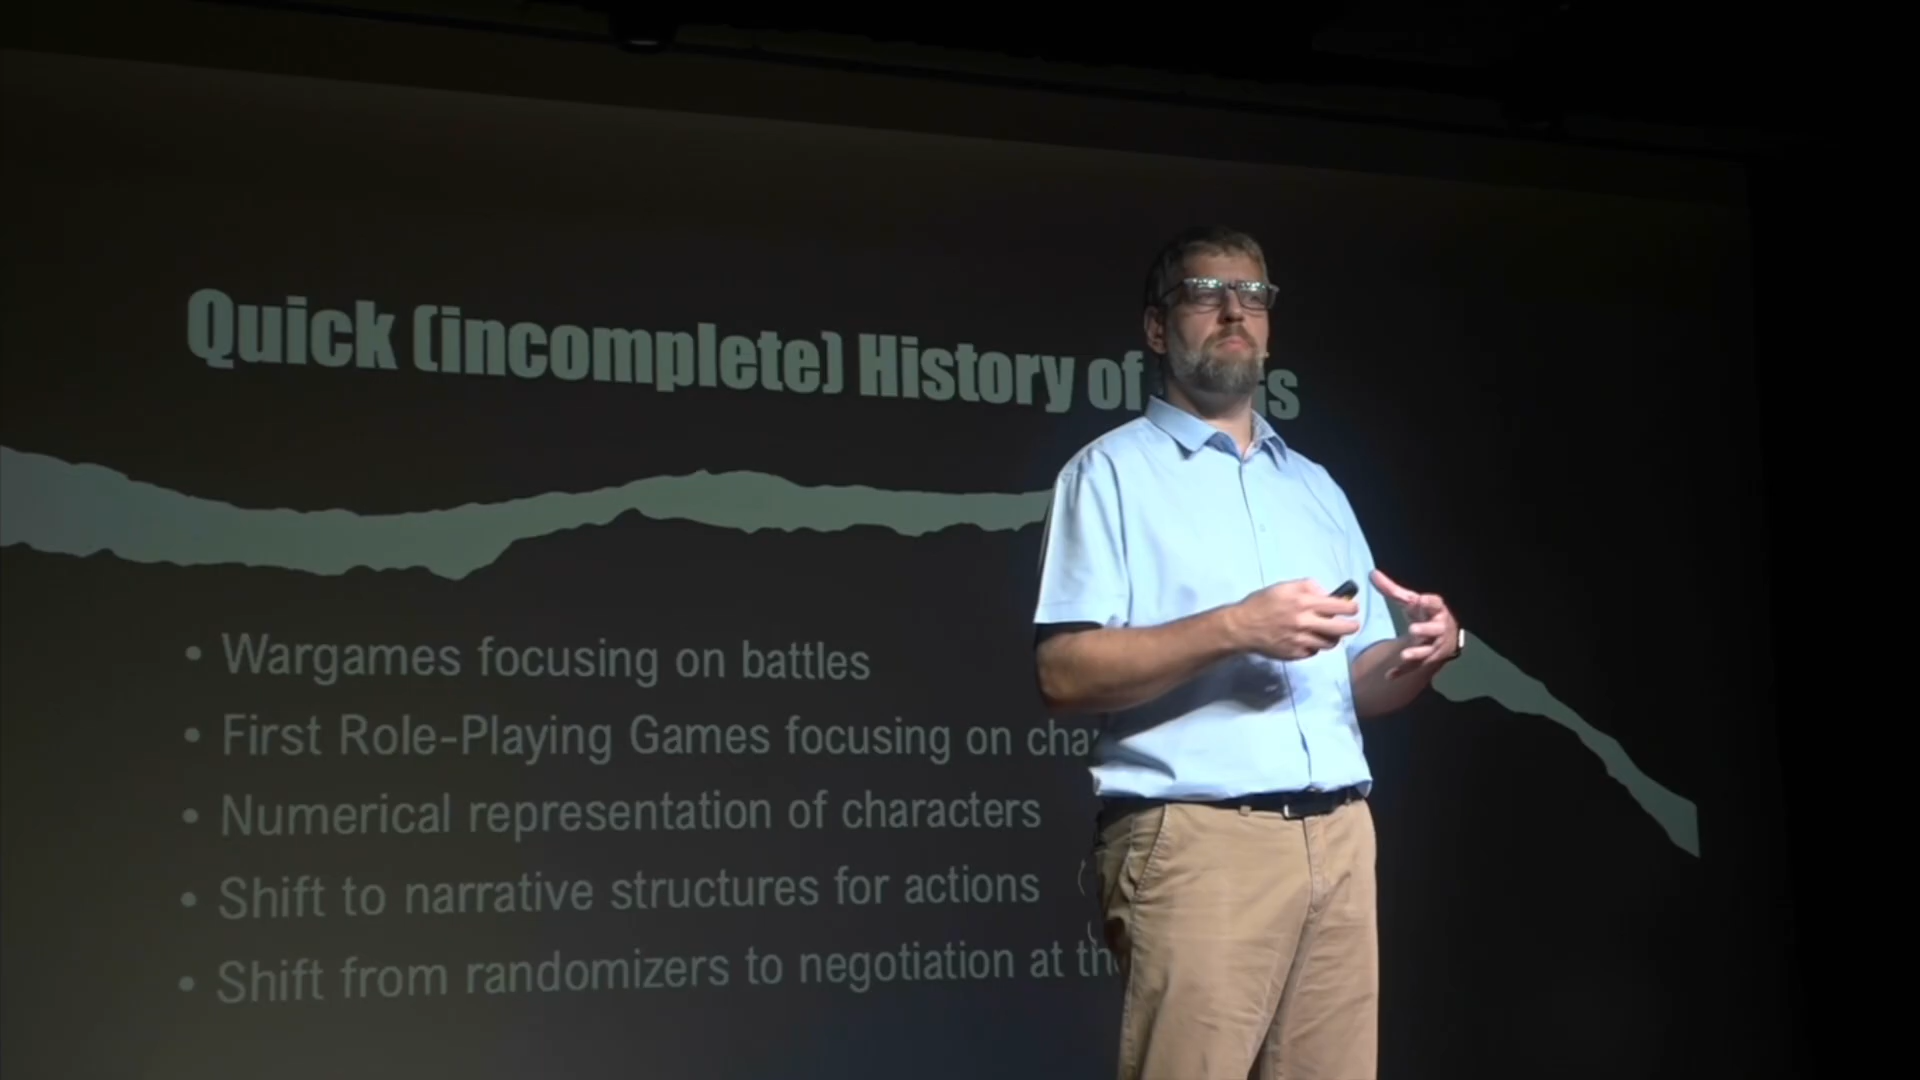 Quick (incomplete) History of
• Wargames focusing on battles
• First Role-Playing Games focusing on
• Numerical representation of characters
• Shift to narrative structures for actions
• Shift from randomizers to negotiation at